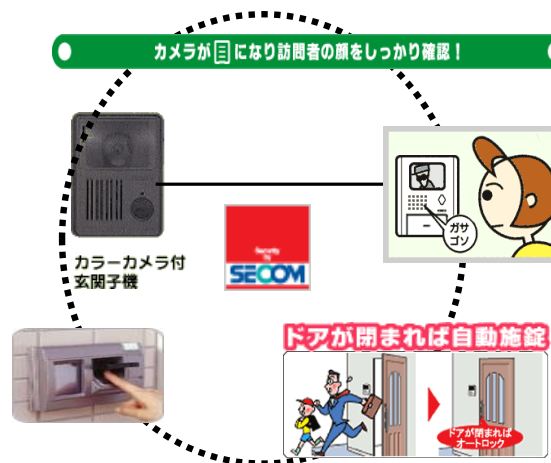 カメラが目になり訪問者の顔をしっかり確認！
カラーカメラ付
玄関子機
ガサ
ゴソ
Security
by
SECOM
ドアが閉まれば自動施錠
ドアが閉まれば
オートロック